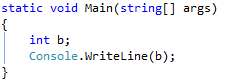 static void Main(string[] args)
{
    int b;
    Console.WriteLine(b);
}